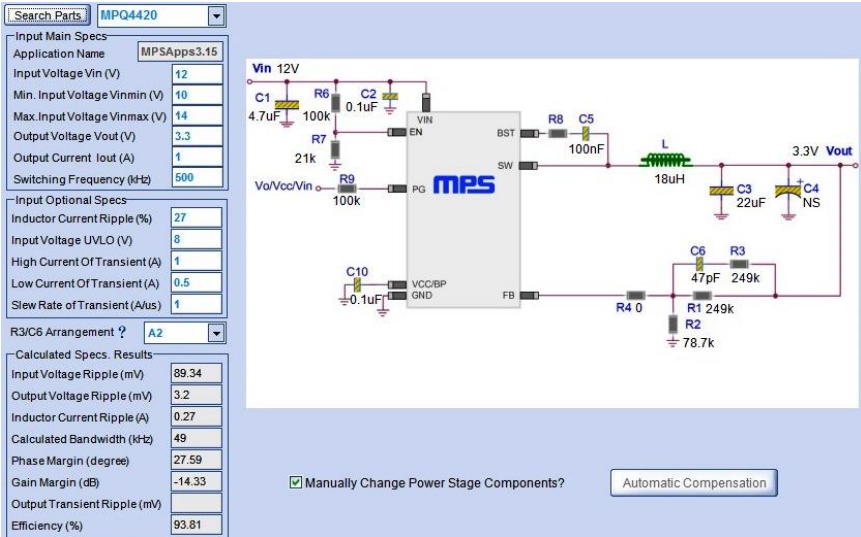 Search Parts MPQ4420
Input Main Specs
Application Name MPSApps3.15
Input Voltage Vin (V) 12
Min. Input Voltage Vinmin (V) 10
Max.Input Voltage Vinmax (V) 14
Output Voltage Vout (V) 3.3
Output Current Iout (A) 1
Switching Frequency (kHz) 500
Input Optional Specs
Inductor Current Ripple (%) 27
Input Voltage UVLO (V) 8
High Current Of Transient (A) 1
Low Current Of Transient (A) 0.5
Slew Rate of Transient (A/us) 1
R3/C6 Arrangement ? A2
Calculated Specs. Results
Input Voltage Ripple (mV) 89.34
Output Voltage Ripple (mV) 3.2
Inductor Current Ripple (A) 0.27
Calculated Bandwidth (kHz) 49
Phase Margin (degree) 27.59
Gain Margin (dB) -14.33
Output Transient Ripple (mV)
Efficiency (%) 93.81
Vin 12V
C1
4.7uF
R6
100k
C2
0.1uF
R7
21k
VIN
EN
BST
SW
PG
mps
VCC/BP
GND
FB
R8
C5
100nF
L
18uH
3.3V Vout
C3
22uF
+
C4
NS
Vo/Vcc/Vin
R9
100k
C10
0.1uF
C6
47pF
R3
249k
R4 0
R1 249k
R2
78.7k
Manually Change Power Stage Components?
Automatic Compensation